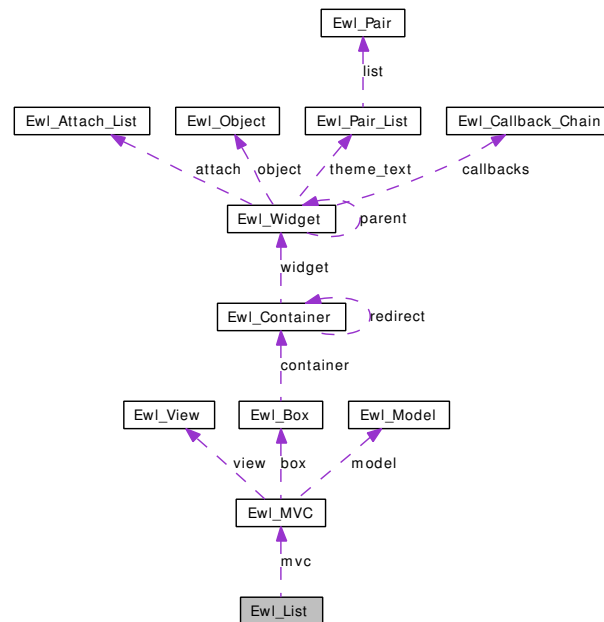 Ewl_Pair
list
Ewl_Attach_List
Ewl_Object
Ewl_Pair_List
Ewl_Callback_Chain
attach
object
theme_text
callbacks
Ewl_Widget
parent
widget
Ewl_Container
redirect
container
Ewl_View
Ewl_Box
Ewl_Model
view
box
model
Ewl_MVC
mvc
Ewl_List